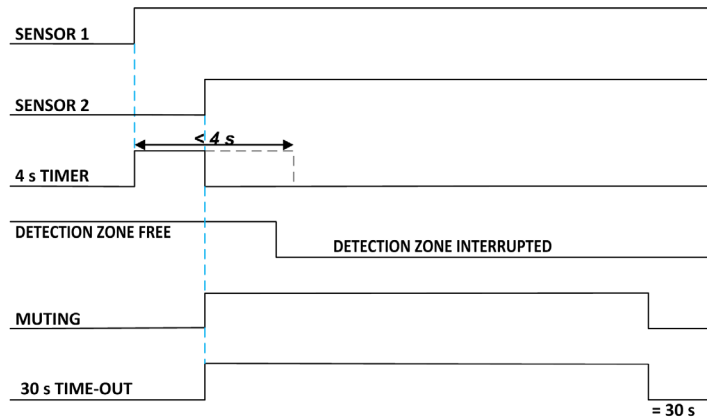 SENSOR 1
SENSOR 2
< 4 s
4 s TIMER
DETECTION ZONE FREE
DETECTION ZONE INTERRUPTED
MUTING
30 s TIME-OUT
= 30 s